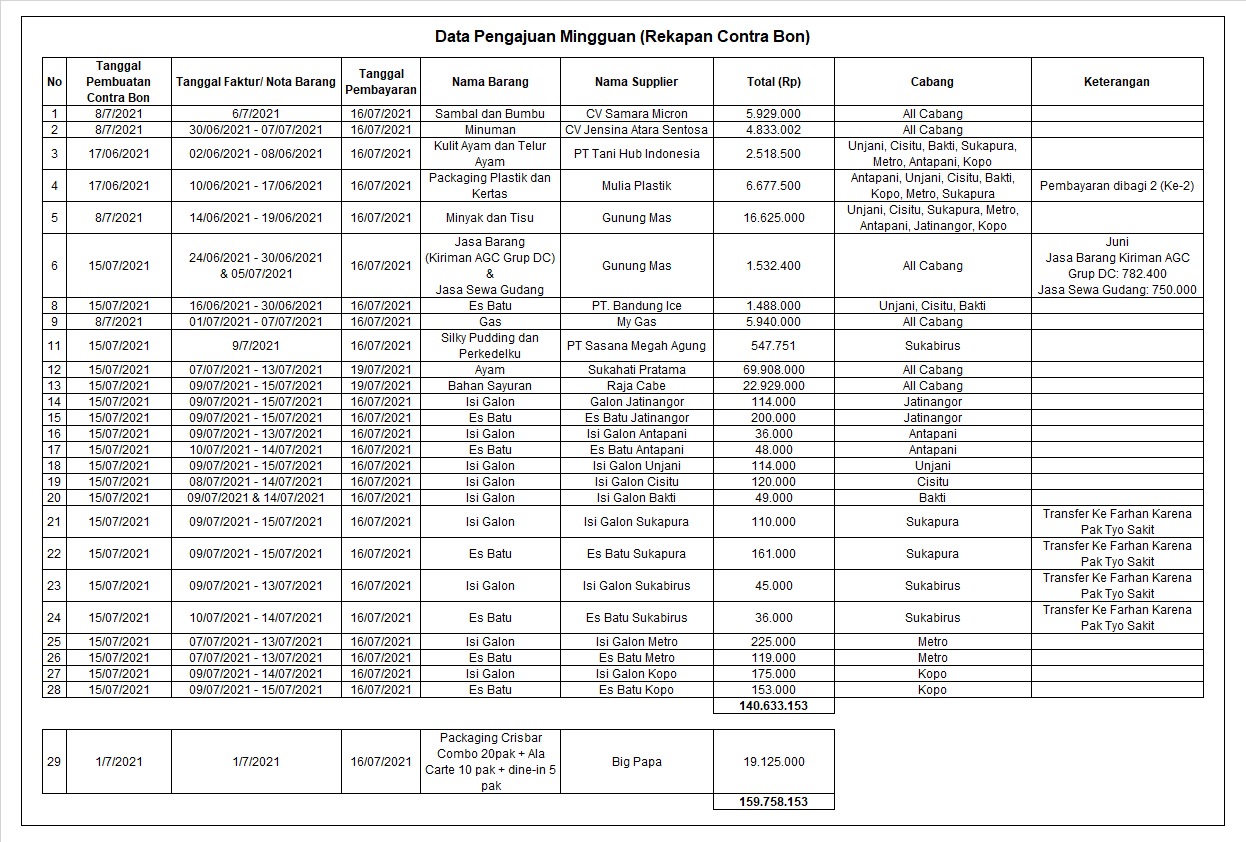 Data Pengajuan Mingguan (Rekapan Contra Bon)
No Tanggal Pembuatan Contra Bon Tanggal Faktur/ Nota Barang Tanggal Pembayaran Nama Barang Nama Supplier Total (Rp) Cabang Keterangan
1 8/7/2021 6/7/2021 16/07/2021 Sambal dan Bumbu CV Samara Micron 5.929.000 All Cabang
2 8/7/2021 30/06/2021 - 07/07/2021 16/07/2021 Minuman CV Jensina Atara Sentosa 4.833.002 All Cabang
3 17/06/2021 02/06/2021 - 08/06/2021 16/07/2021 Kulit Ayam dan Telur Ayam PT Tani Hub Indonesia 2.518.500 Unjani, Cisitu, Bakti, Sukapura, Metro, Antapani, Kopo
4 17/06/2021 10/06/2021 - 17/06/2021 16/07/2021 Packaging Plastik dan Kertas Mulia Plastik 6.677.500 Antapani, Unjani, Cisitu, Bakti, Kopo, Metro, Sukapura Pembayaran dibagi 2 (Ke-2)
5 8/7/2021 14/06/2021 - 19/06/2021 16/07/2021 Minyak dan Tisu Gunung Mas 16.625.000 Unjani, Cisitu, Sukapura, Metro, Antapani, Jatinangor, Kopo
6 15/07/2021 24/06/2021 - 30/06/2021 & 05/07/2021 16/07/2021 Jasa Barang (Kiriman AGC Grup DC) & Jasa Sewa Gudang Gunung Mas 1.532.400 All Cabang Juni Jasa Barang Kiriman AGC Grup DC: 782.400 Jasa Sewa Gudang: 750.000
8 15/07/2021 16/06/2021 - 30/06/2021 16/07/2021 Es Batu PT. Bandung Ice 1.488.000 Unjani, Cisitu, Bakti
9 8/7/2021 01/07/2021 - 07/07/2021 16/07/2021 Gas My Gas 5.940.000 All Cabang
11 15/07/2021 9/7/2021 16/07/2021 Silky Pudding dan Perkedelku PT Sasana Megah Agung 547.751 Sukabirus
12 15/07/2021 07/07/2021 - 13/07/2021 19/07/2021 Ayam Sukahati Pratama 69.908.000 All Cabang
13 15/07/2021 09/07/2021 - 15/07/2021 19/07/2021 Bahan Sayuran Raja Cabe 22.929.000 All Cabang
14 15/07/2021 09/07/2021 - 15/07/2021 16/07/2021 Isi Galon Galon Jatinangor 114.000 Jatinangor
15 15/07/2021 09/07/2021 - 15/07/2021 16/07/2021 Es Batu Es Batu Jatinangor 200.000 Jatinangor
16 15/07/2021 09/07/2021 - 13/07/2021 16/07/2021 Isi Galon Isi Galon Antapani 36.000 Antapani
17 15/07/2021 10/07/2021 - 14/07/2021 16/07/2021 Es Batu Es Batu Antapani 48.000 Antapani
18 15/07/2021 09/07/2021 - 15/07/2021 16/07/2021 Isi Galon Isi Galon Unjani 114.000 Unjani
19 15/07/2021 08/07/2021 - 14/07/2021 16/07/2021 Isi Galon Isi Galon Cisitu 120.000 Cisitu
20 15/07/2021 09/07/2021 & 14/07/2021 16/07/2021 Isi Galon Isi Galon Bakti 49.000 Bakti
21 15/07/2021 09/07/2021 - 15/07/2021 16/07/2021 Isi Galon Isi Galon Sukapura 110.000 Sukapura Transfer Ke Farhan Karena Pak Tyo Sakit
22 15/07/2021 09/07/2021 - 15/07/2021 16/07/2021 Es Batu Es Batu Sukapura 161.000 Sukapura Transfer Ke Farhan Karena Pak Tyo Sakit
23 15/07/2021 09/07/2021 - 13/07/2021 16/07/2021 Isi Galon Isi Galon Sukabirus 45.000 Sukabirus Transfer Ke Farhan Karena Pak Tyo Sakit
24 15/07/2021 10/07/2021 - 14/07/2021 16/07/2021 Es Batu Es Batu Sukabirus 36.000 Sukabirus Transfer Ke Farhan Karena Pak Tyo Sakit
25 15/07/2021 07/07/2021 - 13/07/2021 16/07/2021 Isi Galon Isi Galon Metro 225.000 Metro
26 15/07/2021 07/07/2021 - 13/07/2021 16/07/2021 Es Batu Es Batu Metro 119.000 Metro
27 15/07/2021 09/07/2021 - 14/07/2021 16/07/2021 Isi Galon Isi Galon Kopo 175.000 Kopo
28 15/07/2021 09/07/2021 - 15/07/2021 16/07/2021 Es Batu Es Batu Kopo 153.000 Kopo
140.633.153
29 1/7/2021 1/7/2021 16/07/2021 Packaging Crisbar Combo 20pak + Ala Carte 10 pak + dine-in 5 pak Big Papa 19.125.000
159.758.153